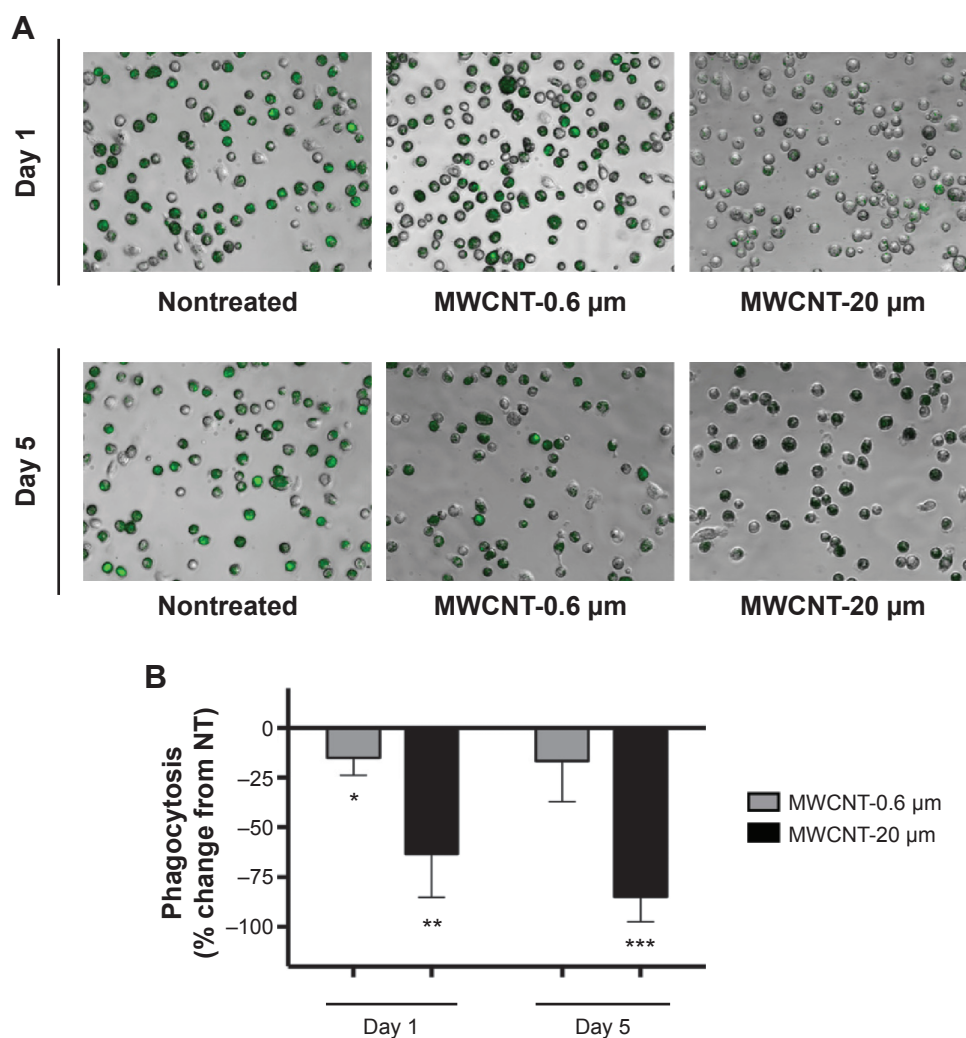 A
Day 1
Nontreated
MWCNT-0.6 µm
MWCNT-20 µm
Day 5
Nontreated
MWCNT-0.6 µm
MWCNT-20 µm
B
Phagocytosis
(% change from NT)
0
–25
–50
–75
–100
*
**
***
Day 1
Day 5
MWCNT-0.6 µm
MWCNT-20 µm